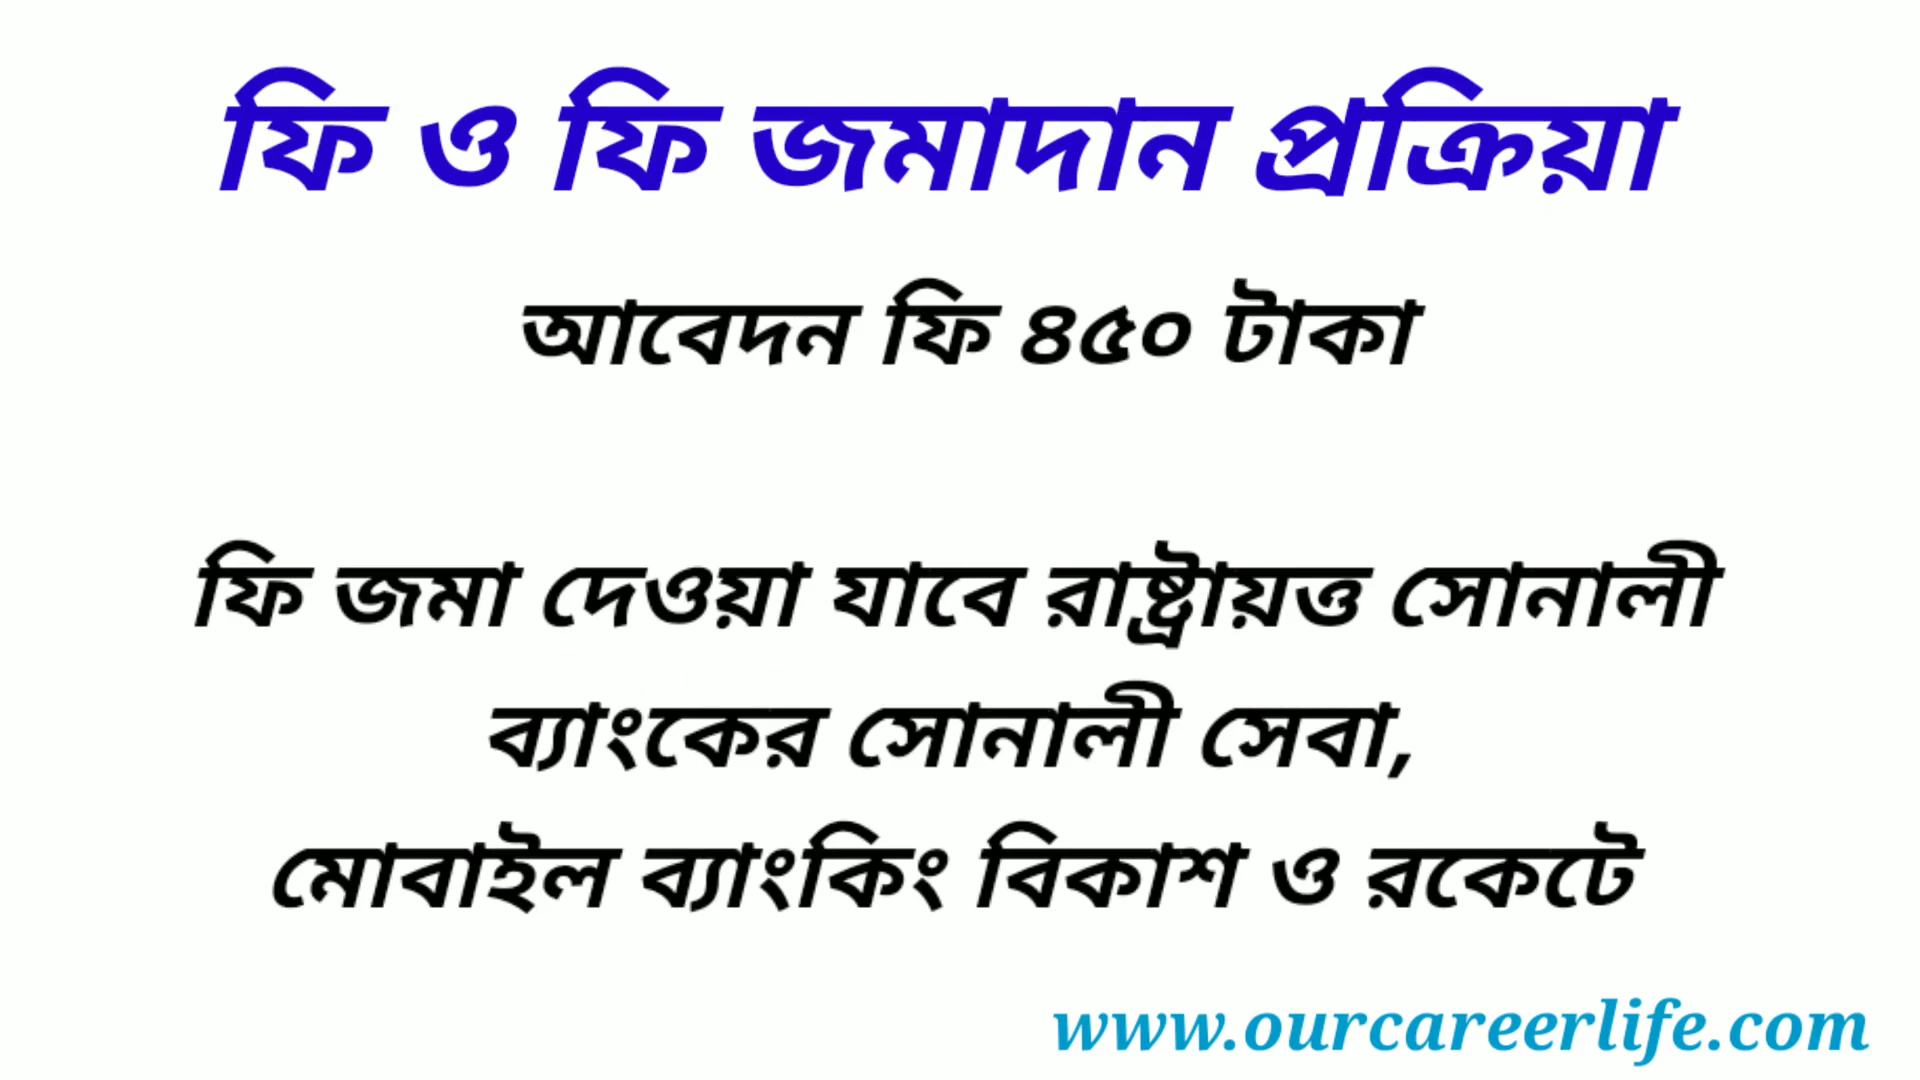 ফি ও ফি জমাদান প্রক্রিয়া
আবেদন ফি ৪৫০ টাকা
ফি জমা দেওয়া যাবে রাষ্ট্রায়ত্ত সোনালী
ব্যাংকের সোনালী সেবা,
মোবাইল ব্যাংকিং বিকাশ ও রকেটে
www.ourcareerlife.com